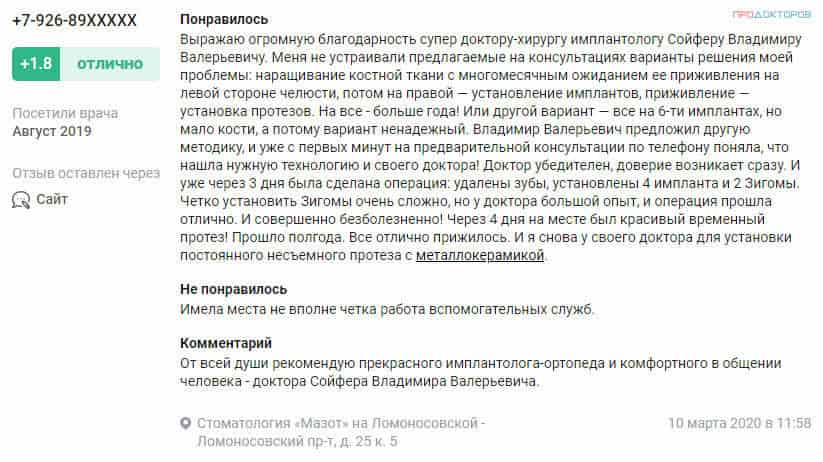 +7-926-89XXXXX
+1.8 отлично
Посетили врача
Август 2019
Отзыв оставлен через
Сайт
ПРОДОКТОРОВ
Понравилось
Выражаю огромную благодарность супер доктору-хирургу имплантологу Сойферу Владимиру
Валерьевичу. Меня не устраивали предлагаемые на консультациях варианты решения моей
проблемы: наращивание костной ткани с многомесячным ожиданием ее приживления на
левой стороне челюсти, потом на правой — установление имплантов, приживление —
установка протезов. На все - больше года! Или другой вариант — все на 6-ти имплантах, но
мало кости, а потому вариант ненадежный. Владимир Валерьевич предложил другую
методику, и уже с первых минут на предварительной консультации по телефону поняла, что
нашла нужную технологию и своего доктора! Доктор убедителен, доверие возникает сразу. И
уже через 3 дня была сделана операция: удалены зубы, установлены 4 импланта и 2 Зигомы.
Четко установить Зигомы очень сложно, но у доктора большой опыт, и операция прошла
отлично. И совершенно безболезненно! Через 4 дня на месте был красивый временный
протез! Прошло полгода. Все отлично прижилось. И я снова у своего доктора для установки
постоянного несъемного протеза с металлокерамикой.
Не понравилось
Имела места не вполне четка работа вспомогательных служб.
Комментарий
От всей души рекомендую прекрасного имплантолога-ортопеда и комфортного в общении
человека - доктора Сойфера Владимира Валерьевича.
Стоматология «Мазот» на Ломоносовской -
Ломоносовский пр-т, д. 25 к. 5
10 марта 2020 в 11:58